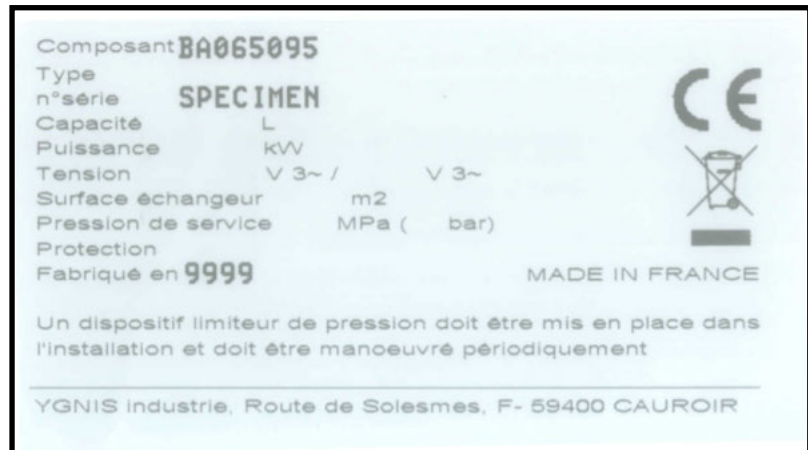 Composant BA065095
Type
n°série SPECIMEN
Capacité L
Puissance kW
Tension V 3~ / V 3~
Surface échangeur m2
Pression de service MPa ( bar)
Protection
Fabriqué en 9999
CE
MADE IN FRANCE
Un dispositif limiteur de pression doit être mis en place dans
l'installation et doit être manoeuvré périodiquement
YGNIS industrie, Route de Solesmes, F- 59400 CAUROIR